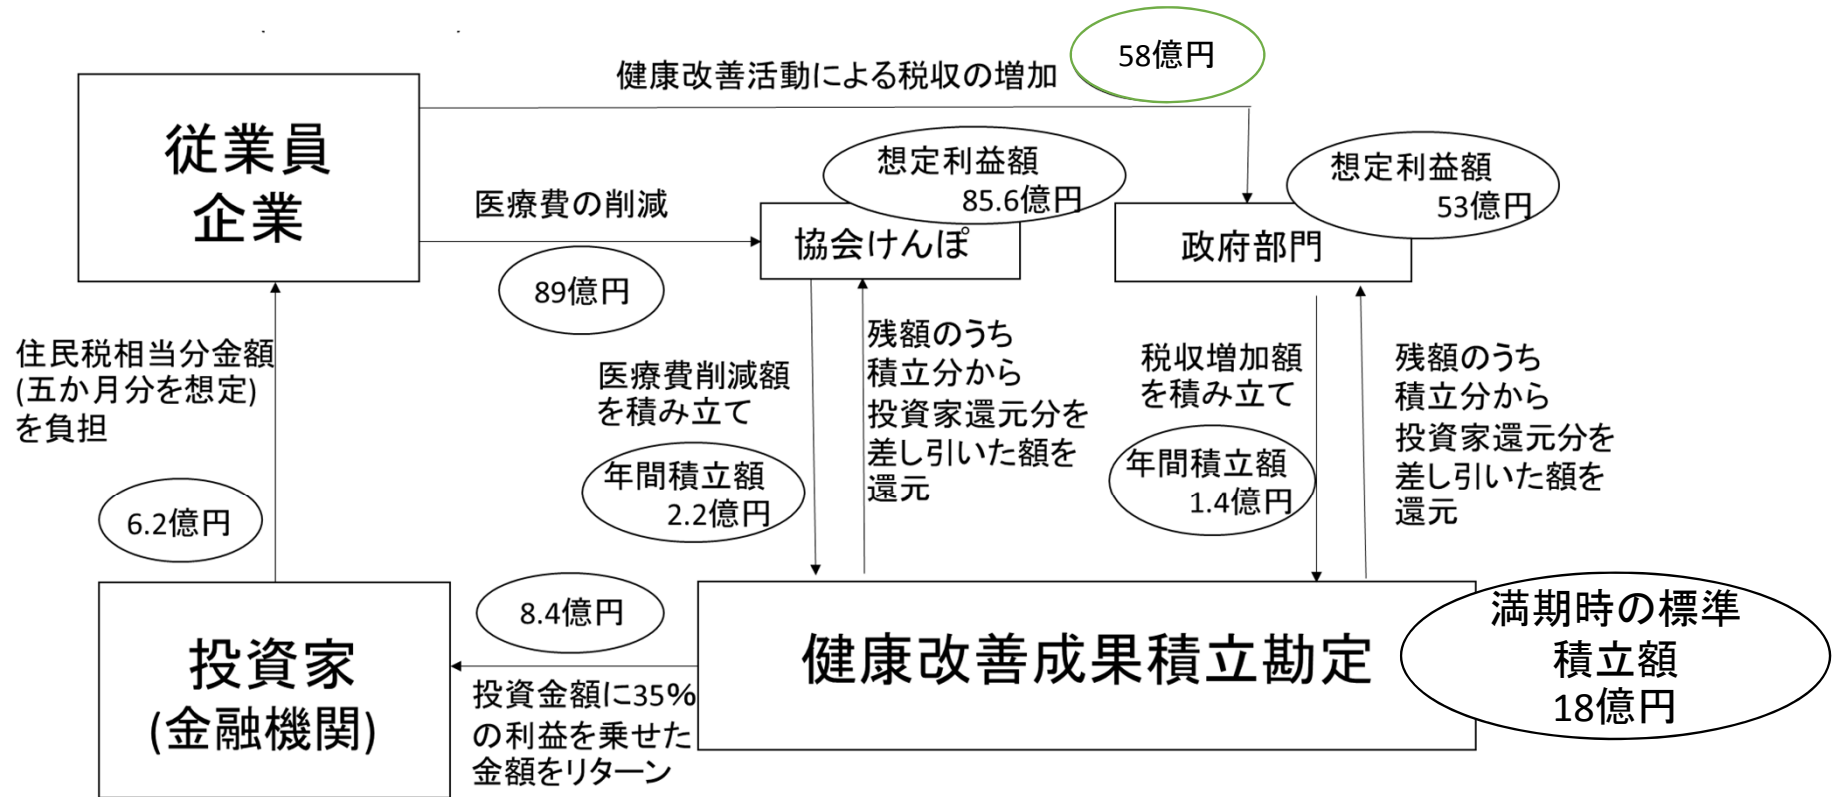 健康改善活動による税収の増加
58億円
従業員
企業
想定利益額
85.6億円
想定利益額
53億円
医療費の削減
協会けんぽ
政府部門
89億円
住民税相当分金額
(五か月分を想定)
を負担
医療費削減額
を積み立て
残額のうち
積立分から
投資家還元分を
差し引いた額を
還元
税収増加額
を積み立て
残額のうち
積立分から
投資家還元分を
差し引いた額を
還元
年間積立額
2.2億円
年間積立額
1.4億円
6.2億円
8.4億円
投資家
(金融機関)
投資金額に35%
の利益を乗せた
金額をリターン
健康改善成果積立勘定
満期時の標準
積立額
18億円